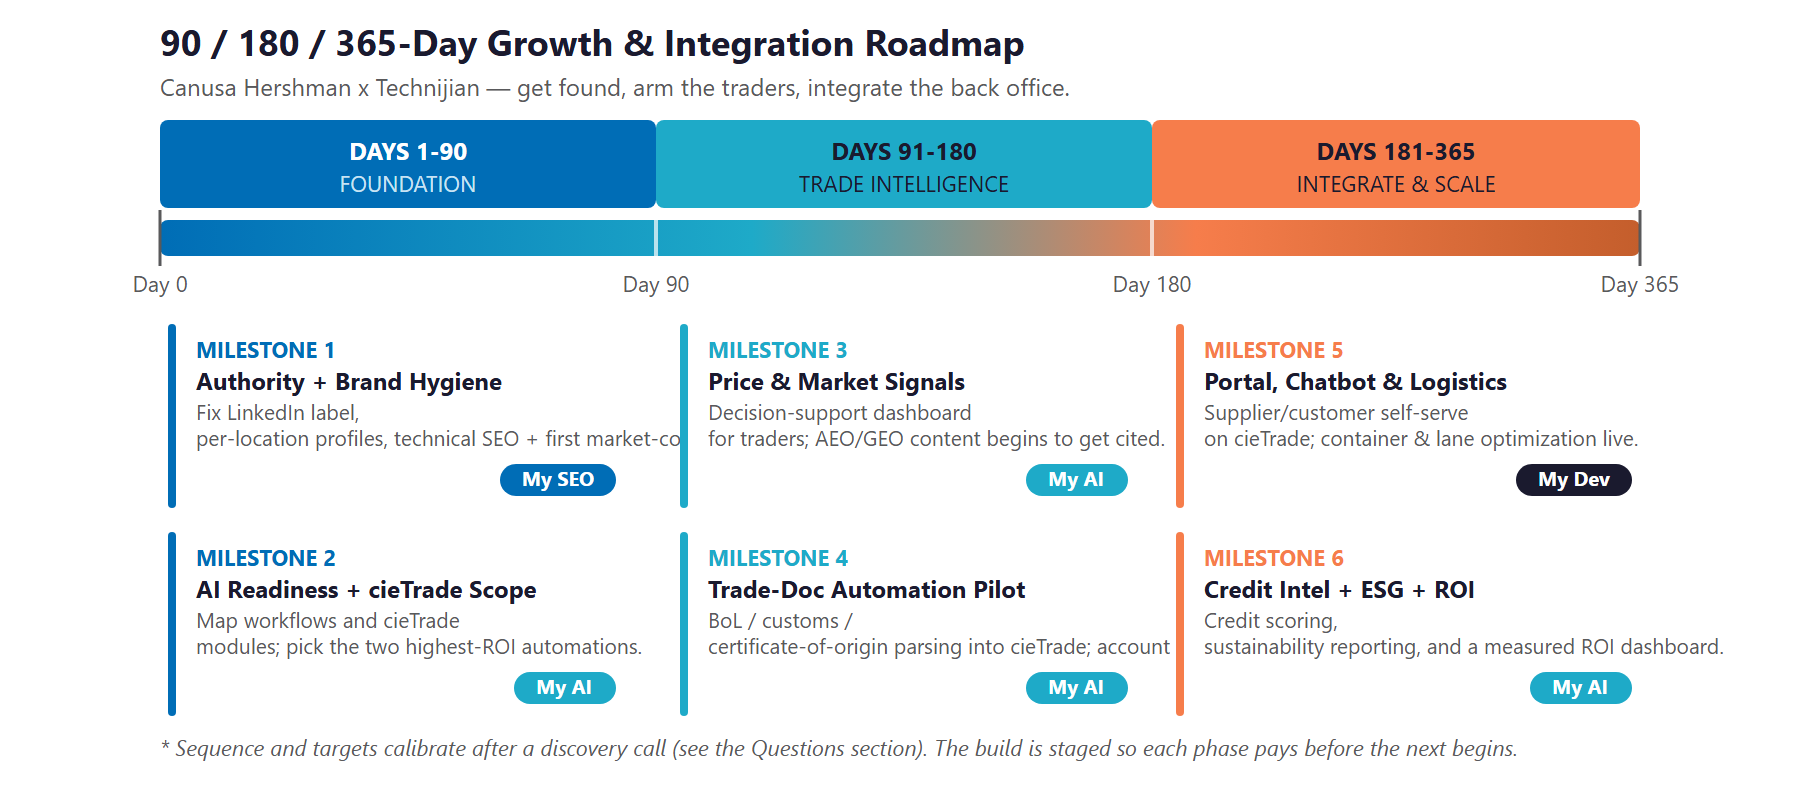 90 / 180 / 365-Day Growth & Integration Roadmap
Canusa Hershman x Technijian — get found, arm the traders, integrate the back office.
DAYS 1-90
FOUNDATION
DAYS 91-180
TRADE INTELLIGENCE
DAYS 181-365
INTEGRATE & SCALE
Day 0
Day 90
Day 180
Day 365
MILESTONE 1
Authority + Brand Hygiene
Fix LinkedIn label,
per-location profiles, technical SEO + first market-co
My SEO
MILESTONE 3
Price & Market Signals
Decision-support dashboard
for traders; AEO/GEO content begins to get cited.
My AI
MILESTONE 5
Portal, Chatbot & Logistics
Supplier/customer self-serve
on cieTrade; container & lane optimization live.
My Dev
MILESTONE 2
AI Readiness + cieTrade Scope
Map workflows and cieTrade
modules; pick the two highest-ROI automations.
My AI
MILESTONE 4
Trade-Doc Automation Pilot
BoL / customs /
certificate-of-origin parsing into cieTrade; account
My AI
MILESTONE 6
Credit Intel + ESG + ROI
Credit scoring,
sustainability reporting, and a measured ROI dashboard.
My AI
* Sequence and targets calibrate after a discovery call (see the Questions section). The build is staged so each phase pays before the next begins.